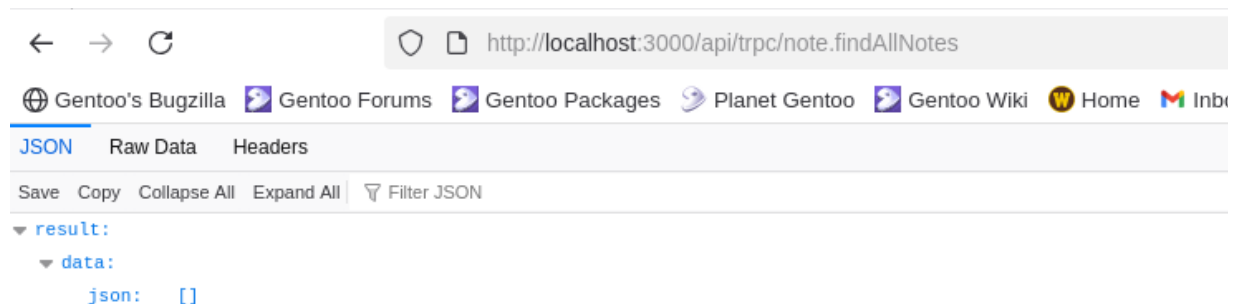 http://localhost:3000/api/trpc/note.findAllNotes
Gentoo's Bugzilla Gentoo Forums Gentoo Packages Planet Gentoo Gentoo Wiki Home Inbo
JSON Raw Data Headers
Save Copy Collapse All Expand All Filter JSON
result:
data:
json: []